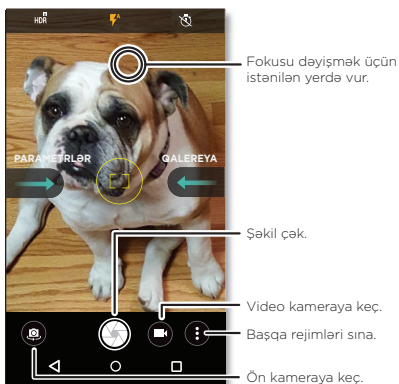 HDR
Fokusu dəyişmək üçün
istənilən yerdə vur.
PARAMETRLƏR
QALEREYA
Şəkil çək.
Video kameraya keç.
Başqa rejimləri sına.
Ön kameraya keç.